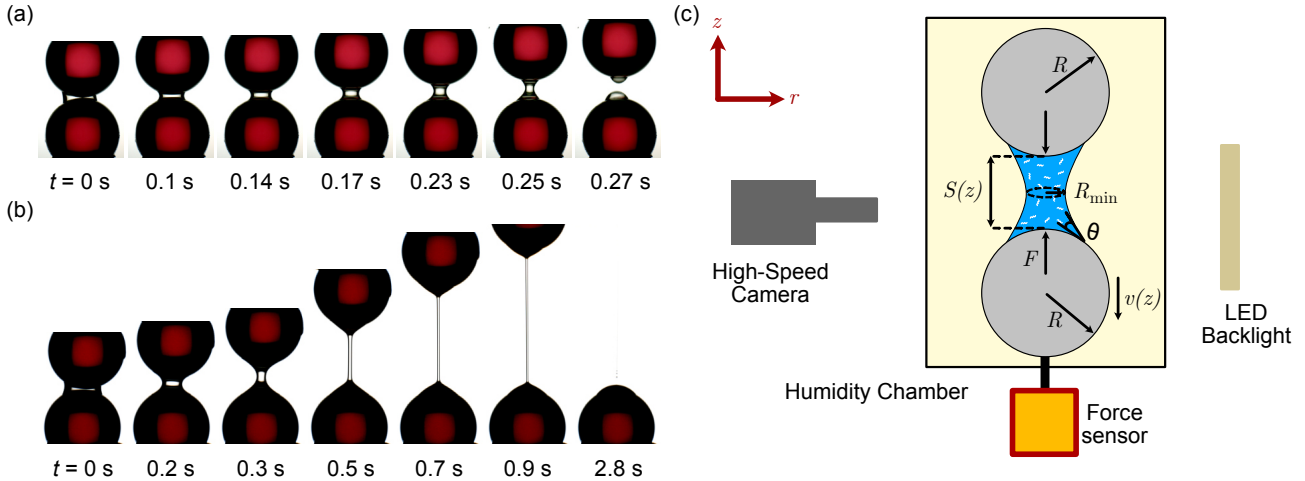 (a)
t = 0 s 0.1 s 0.14 s 0.17 s 0.23 s 0.25 s 0.27 s
(b)
t = 0 s 0.2 s 0.3 s 0.5 s 0.7 s 0.9 s 2.8 s
(c)
z
r
High-Speed
Camera
R
S(z)
R_min
θ
F
v(z)
R
LED
Backlight
Humidity Chamber
Force
sensor